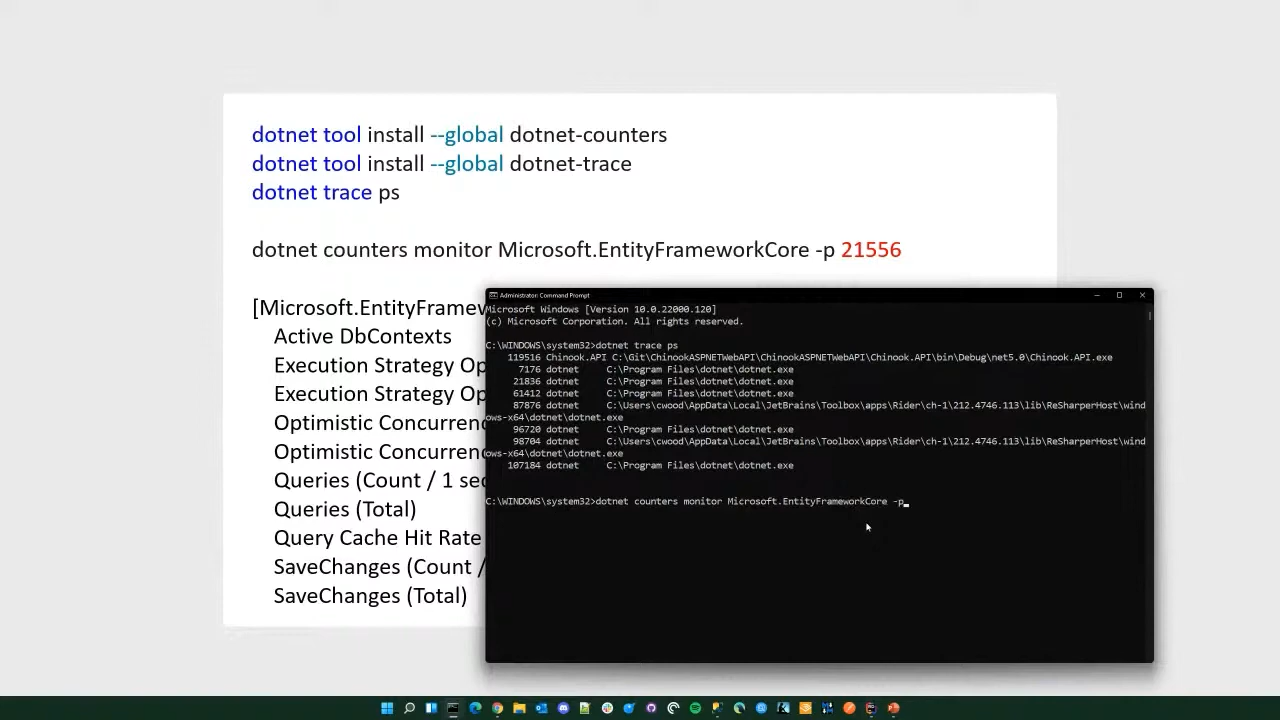 dotnet tool install --global dotnet-counters
dotnet tool install --global dotnet-trace
dotnet trace ps
dotnet counters monitor Microsoft.EntityFrameworkCore -p 21556
[Microsoft.EntityFramew
Active DbContexts
Execution Strategy Op
Execution Strategy Op
Optimistic Concurrenc
Optimistic Concurrenc
Queries (Count / 1 sec
Queries (Total)
Query Cache Hit Rate
SaveChanges (Count /
SaveChanges (Total)
Administrator: Command Prompt
Microsoft Windows [Version 10.0.22000.120]
(c) Microsoft Corporation. All rights reserved.
C:\WINDOWS\system32>dotnet trace ps
119516 Chinook.API C:\Git\ChinookASPNETWebAPI\ChinookASPNETWebAPI\Chinook.API\bin\Debug\net5.0\Chinook.API.exe
7176 dotnet C:\Program Files\dotnet\dotnet.exe
21836 dotnet C:\Program Files\dotnet\dotnet.exe
61412 dotnet C:\Program Files\dotnet\dotnet.exe
87876 dotnet C:\Users\cwood\AppData\Local\JetBrains\Toolbox\apps\Rider\ch-1\212.4746.113\lib\ReSharperHost\wind
ows-x64\dotnet\dotnet.exe
96720 dotnet C:\Program Files\dotnet\dotnet.exe
98704 dotnet C:\Users\cwood\AppData\Local\JetBrains\Toolbox\apps\Rider\ch-1\212.4746.113\lib\ReSharperHost\wind
ows-x64\dotnet\dotnet.exe
107184 dotnet C:\Program Files\dotnet\dotnet.exe
C:\WINDOWS\system32>dotnet counters monitor Microsoft.EntityFrameworkCore -p